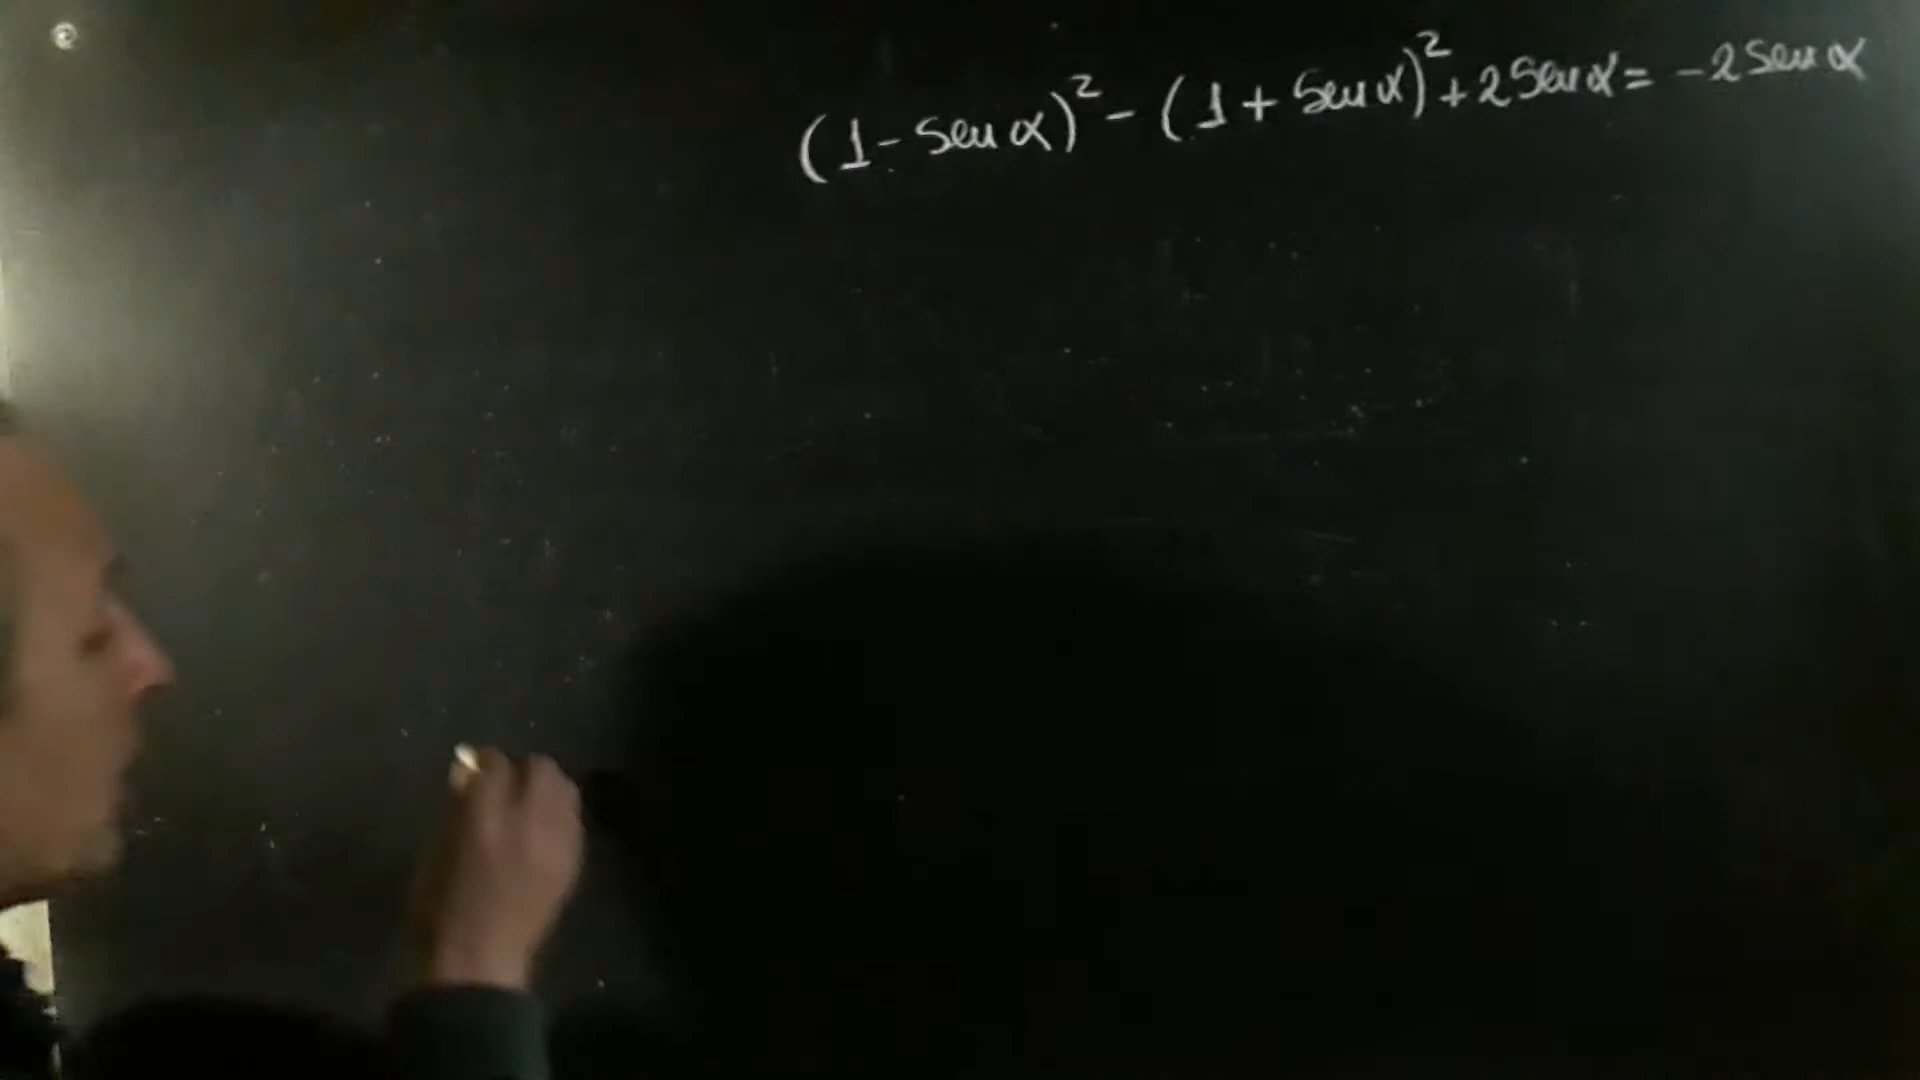 (1 - sen α)² - (1 + sen α)² + 2 sen α = -2 sen α